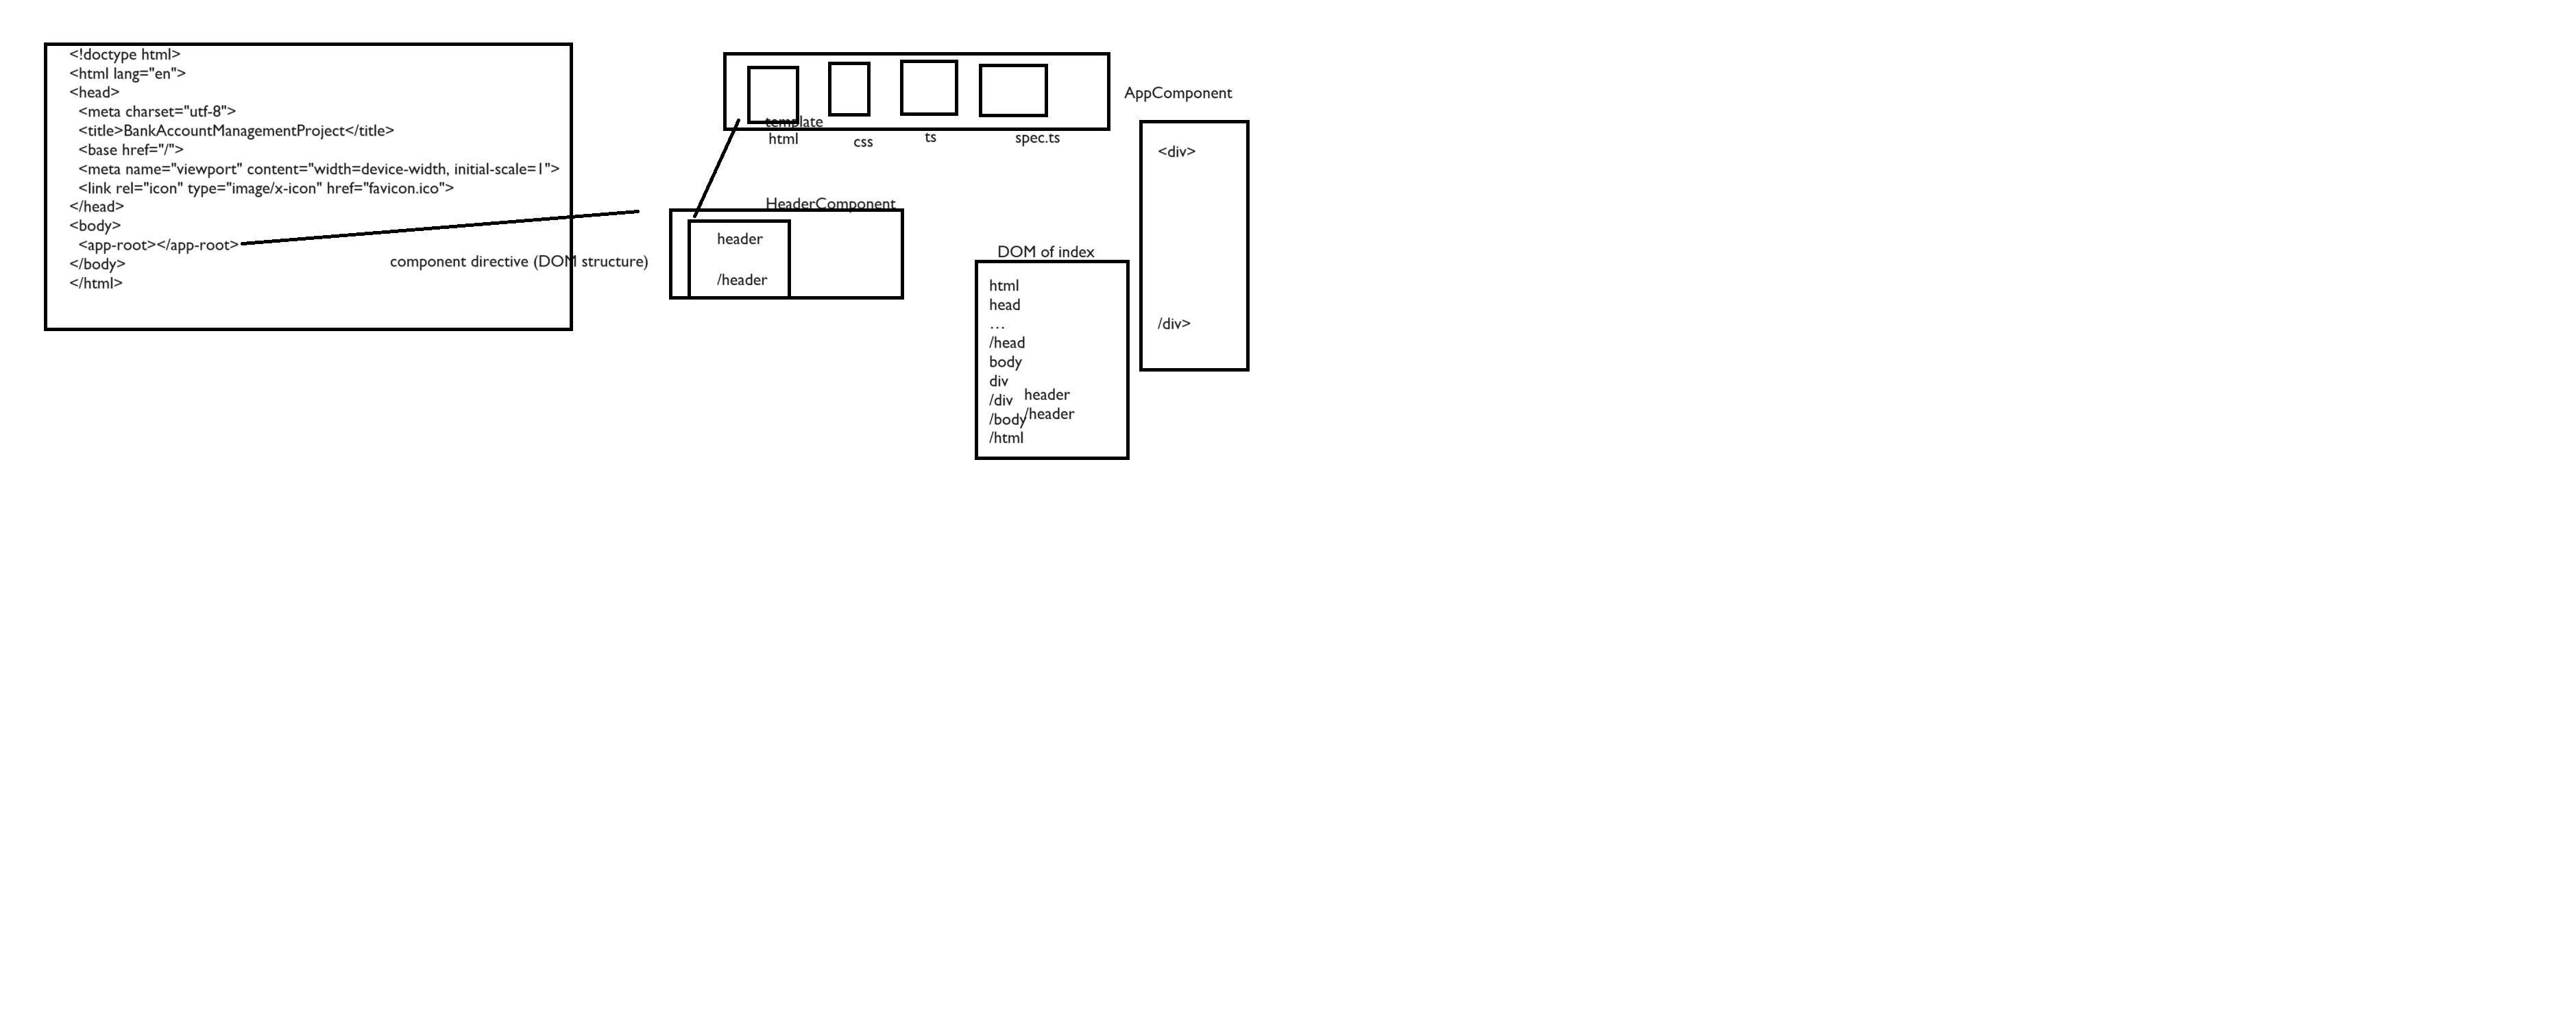 <!doctype html>
<html lang="en">
<head>
  <meta charset="utf-8">
  <title>BankAccountManagementProject</title>
  <base href="/">
  <meta name="viewport" content="width=device-width, initial-scale=1">
  <link rel="icon" type="image/x-icon" href="favicon.ico">
</head>
<body>
  <app-root></app-root>
</body>
</html>
component directive (DOM structure)
template
html
css
ts
spec.ts
AppComponent
HeaderComponent
header
/header
DOM of index
html
head
…
/head
body
div
header
/div
/header
/body
/html
<div>
/div>